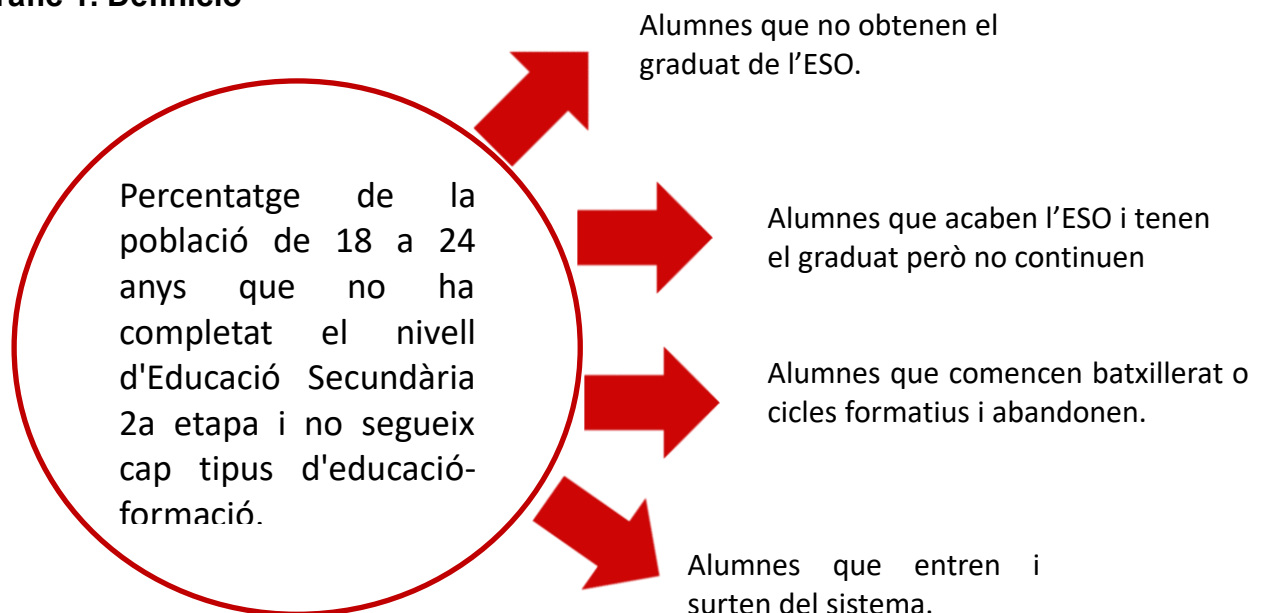 Alumnes que no obtenen el
graduat de l'ESO.
Percentatge de la
població de 18 a 24
anys que no ha
completat el nivell
d'Educació Secundària
2a etapa i no segueix
cap tipus d'educació-
formació.
Alumnes que acaben l'ESO i tenen
el graduat però no continuen
Alumnes que comencen batxillerat o
cicles formatius i abandonen.
Alumnes que entren i
surten del sistema.